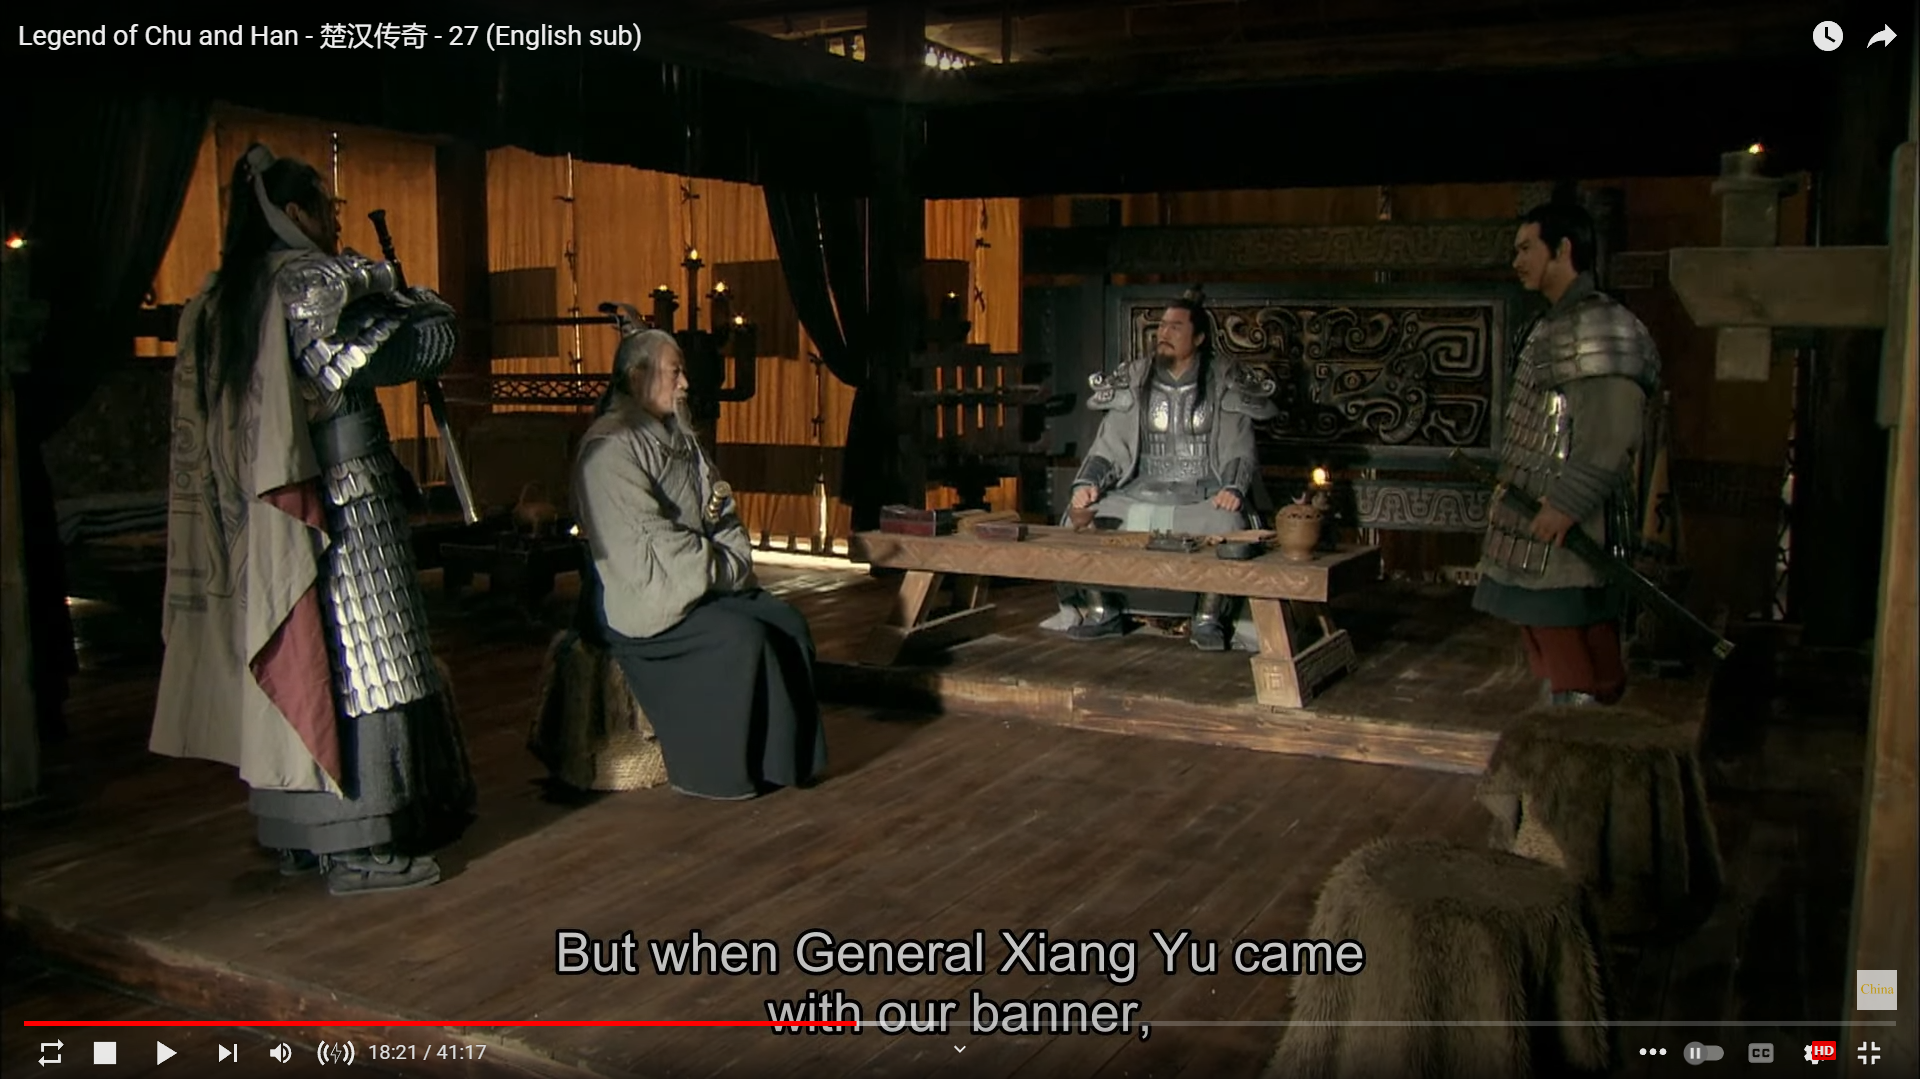 Legend of Chu and Han - 楚汉传奇 - 27 (English sub)
But when General Xiang Yu came
with our banner,
China
18:21 / 41:17
CC
HD